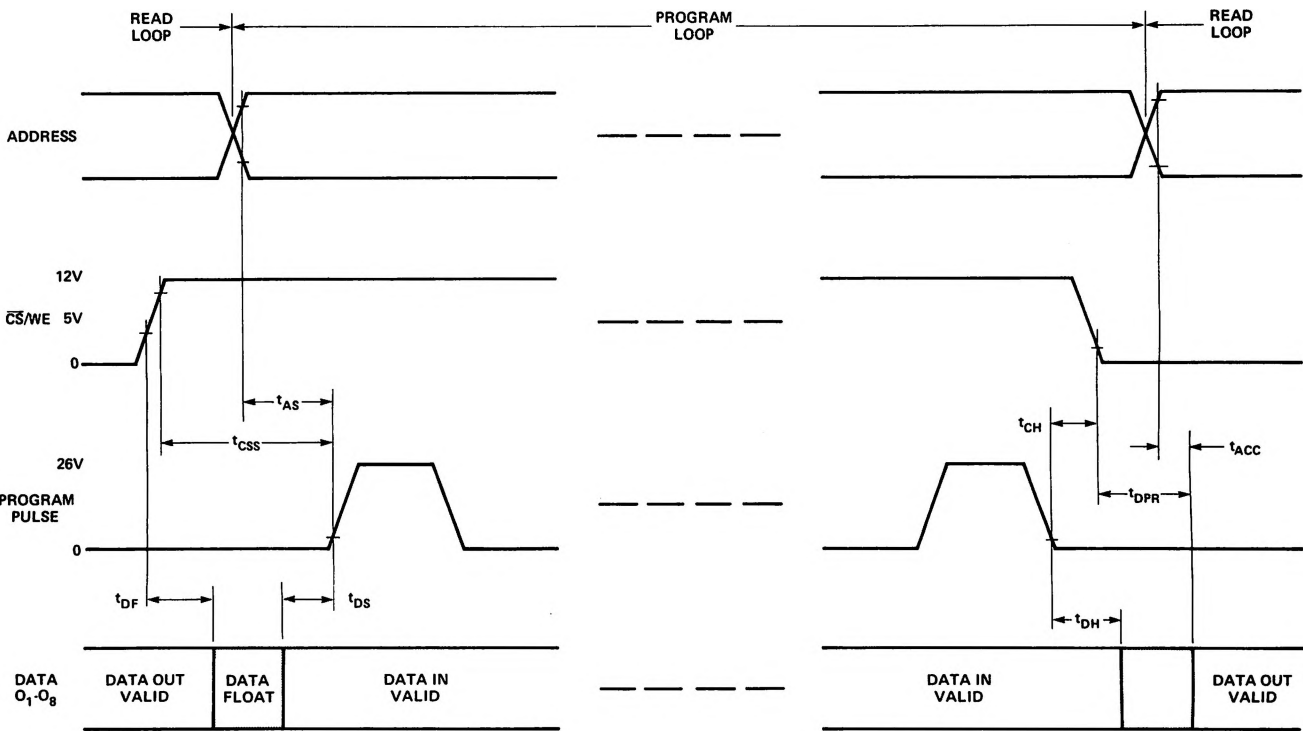 READ
LOOP
PROGRAM
LOOP
READ
LOOP
ADDRESS
12V
CS/WE 5V
0
tAS
tCSS
tCH
tACC
26V
tDPR
PROGRAM
PULSE
0
tDF
tDS
tDH
DATA
O1-O8
DATA OUT
VALID
DATA
FLOAT
DATA IN
VALID
DATA IN
VALID
DATA OUT
VALID